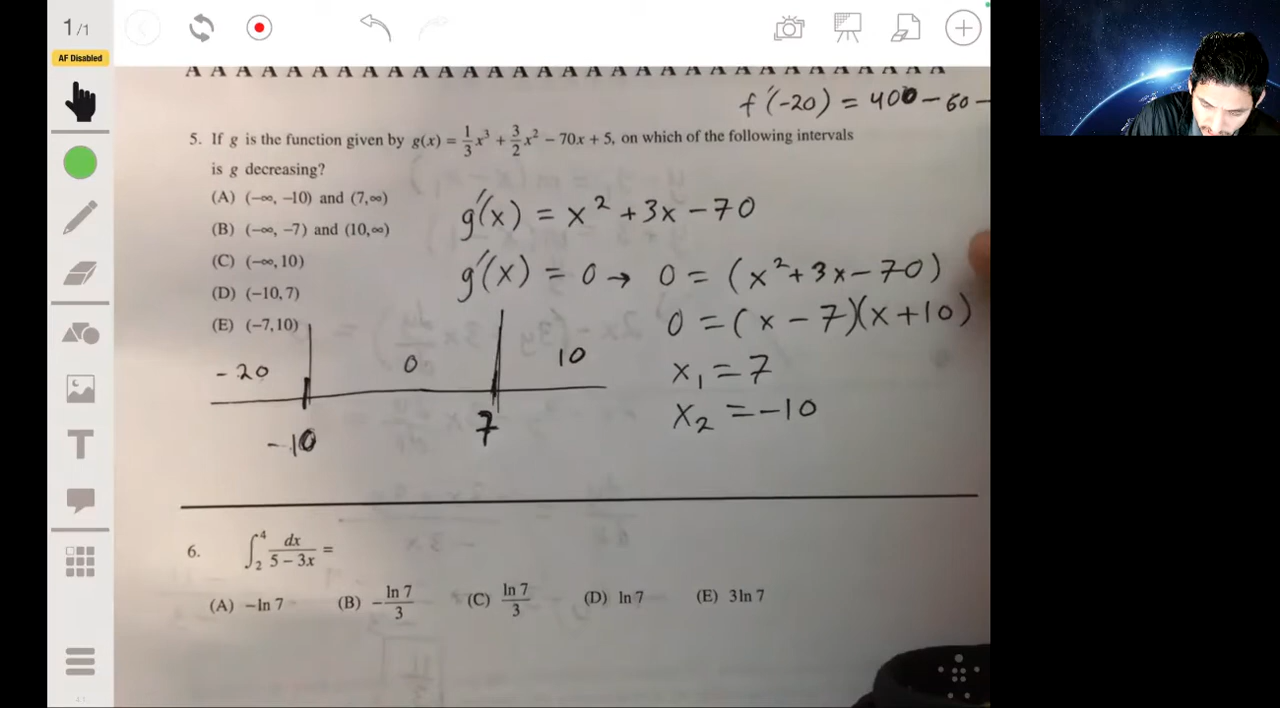 1/1
AF Disabled
A A A A A A A A A A A A A A A A A A A A A A A A A A A A A A
f'(-20) = 400 - 60 -
5. If g is the function given by g(x) = 1/3 x³ + 3/2 x² - 70x + 5, on which of the following intervals
is g decreasing?
(A) (-∞, -10) and (7,∞)
(B) (-∞, -7) and (10,∞)
(C) (-∞, 10)
(D) (-10, 7)
(E) (-7, 10)
g'(x) = x² + 3x - 70
g'(x) = 0 → 0 = (x² + 3x - 70)
0 = (x - 7)(x + 10)
x₁ = 7
x₂ = -10
-20 0 10
-10 7
6. ∫₂⁴ dx/(5 - 3x) =
(A) -ln 7 (B) -ln 7/3 (C) ln 7/3 (D) ln 7 (E) 3 ln 7
T